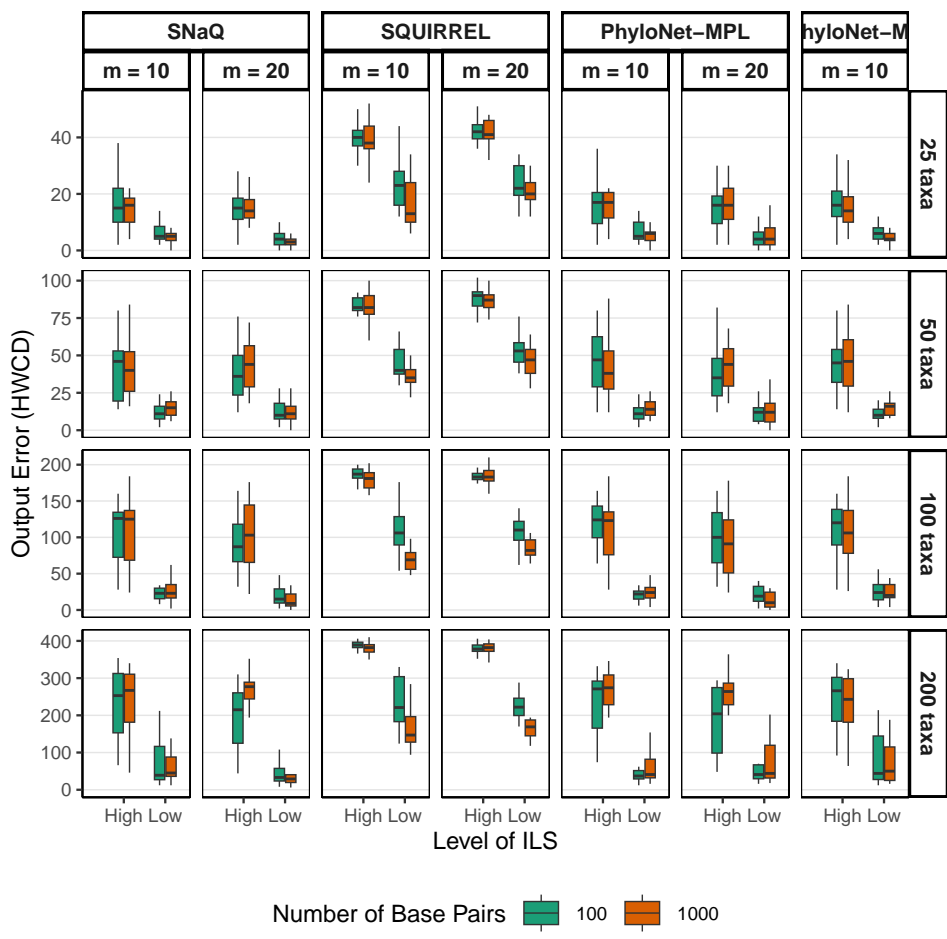 SNaQ SQUIRREL PhyloNet−MPL hyloNet−M
m = 10 m = 20 m = 10 m = 20 m = 10 m = 20 m = 10
40
20
0
25 taxa
100
75
50
25
0
50 taxa
200
150
100
50
0
100 taxa
400
300
200
100
0
200 taxa
Output Error (HWCD)
High Low High Low High Low High Low High Low High Low High Low
Level of ILS
Number of Base Pairs 100 1000